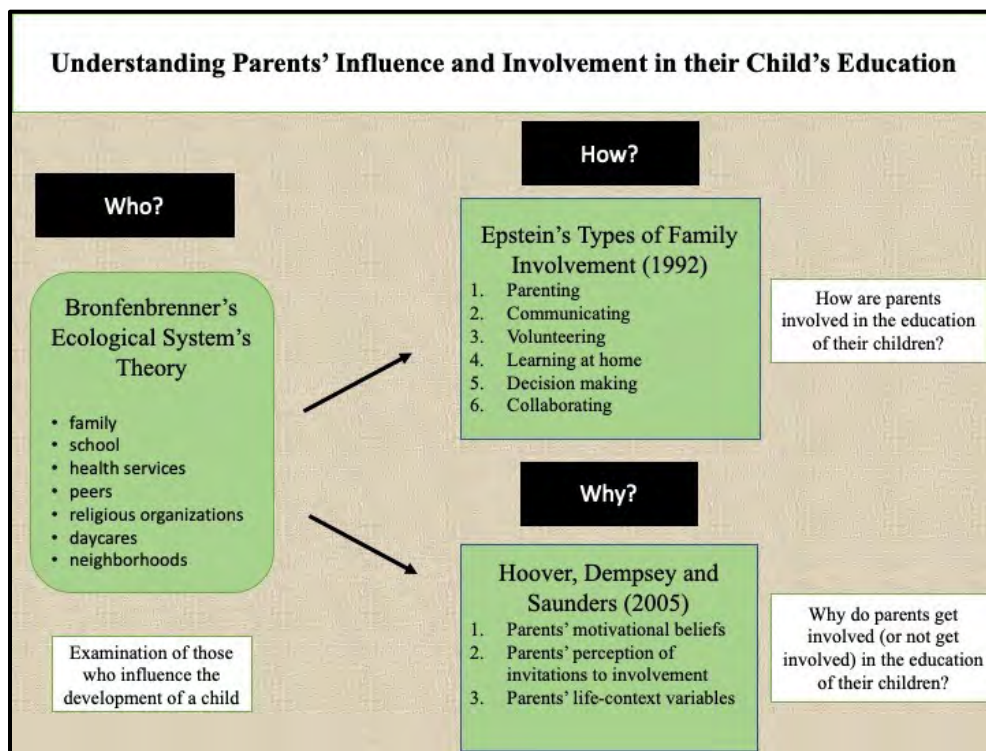 Understanding Parents’ Influence and Involvement in their Child’s Education
Who?
Bronfenbrenner’s
Ecological System’s
Theory
• family
• school
• health services
• peers
• religious organizations
• daycares
• neighborhoods
Examination of those
who influence the
development of a child
How?
Epstein’s Types of Family
Involvement (1992)
1. Parenting
2. Communicating
3. Volunteering
4. Learning at home
5. Decision making
6. Collaborating
How are parents
involved in the education
of their children?
Why?
Hoover, Dempsey and
Saunders (2005)
1. Parents’ motivational beliefs
2. Parents’ perception of
invitations to involvement
3. Parents’ life-context variables
Why do parents get
involved (or not get
involved) in the education
of their children?